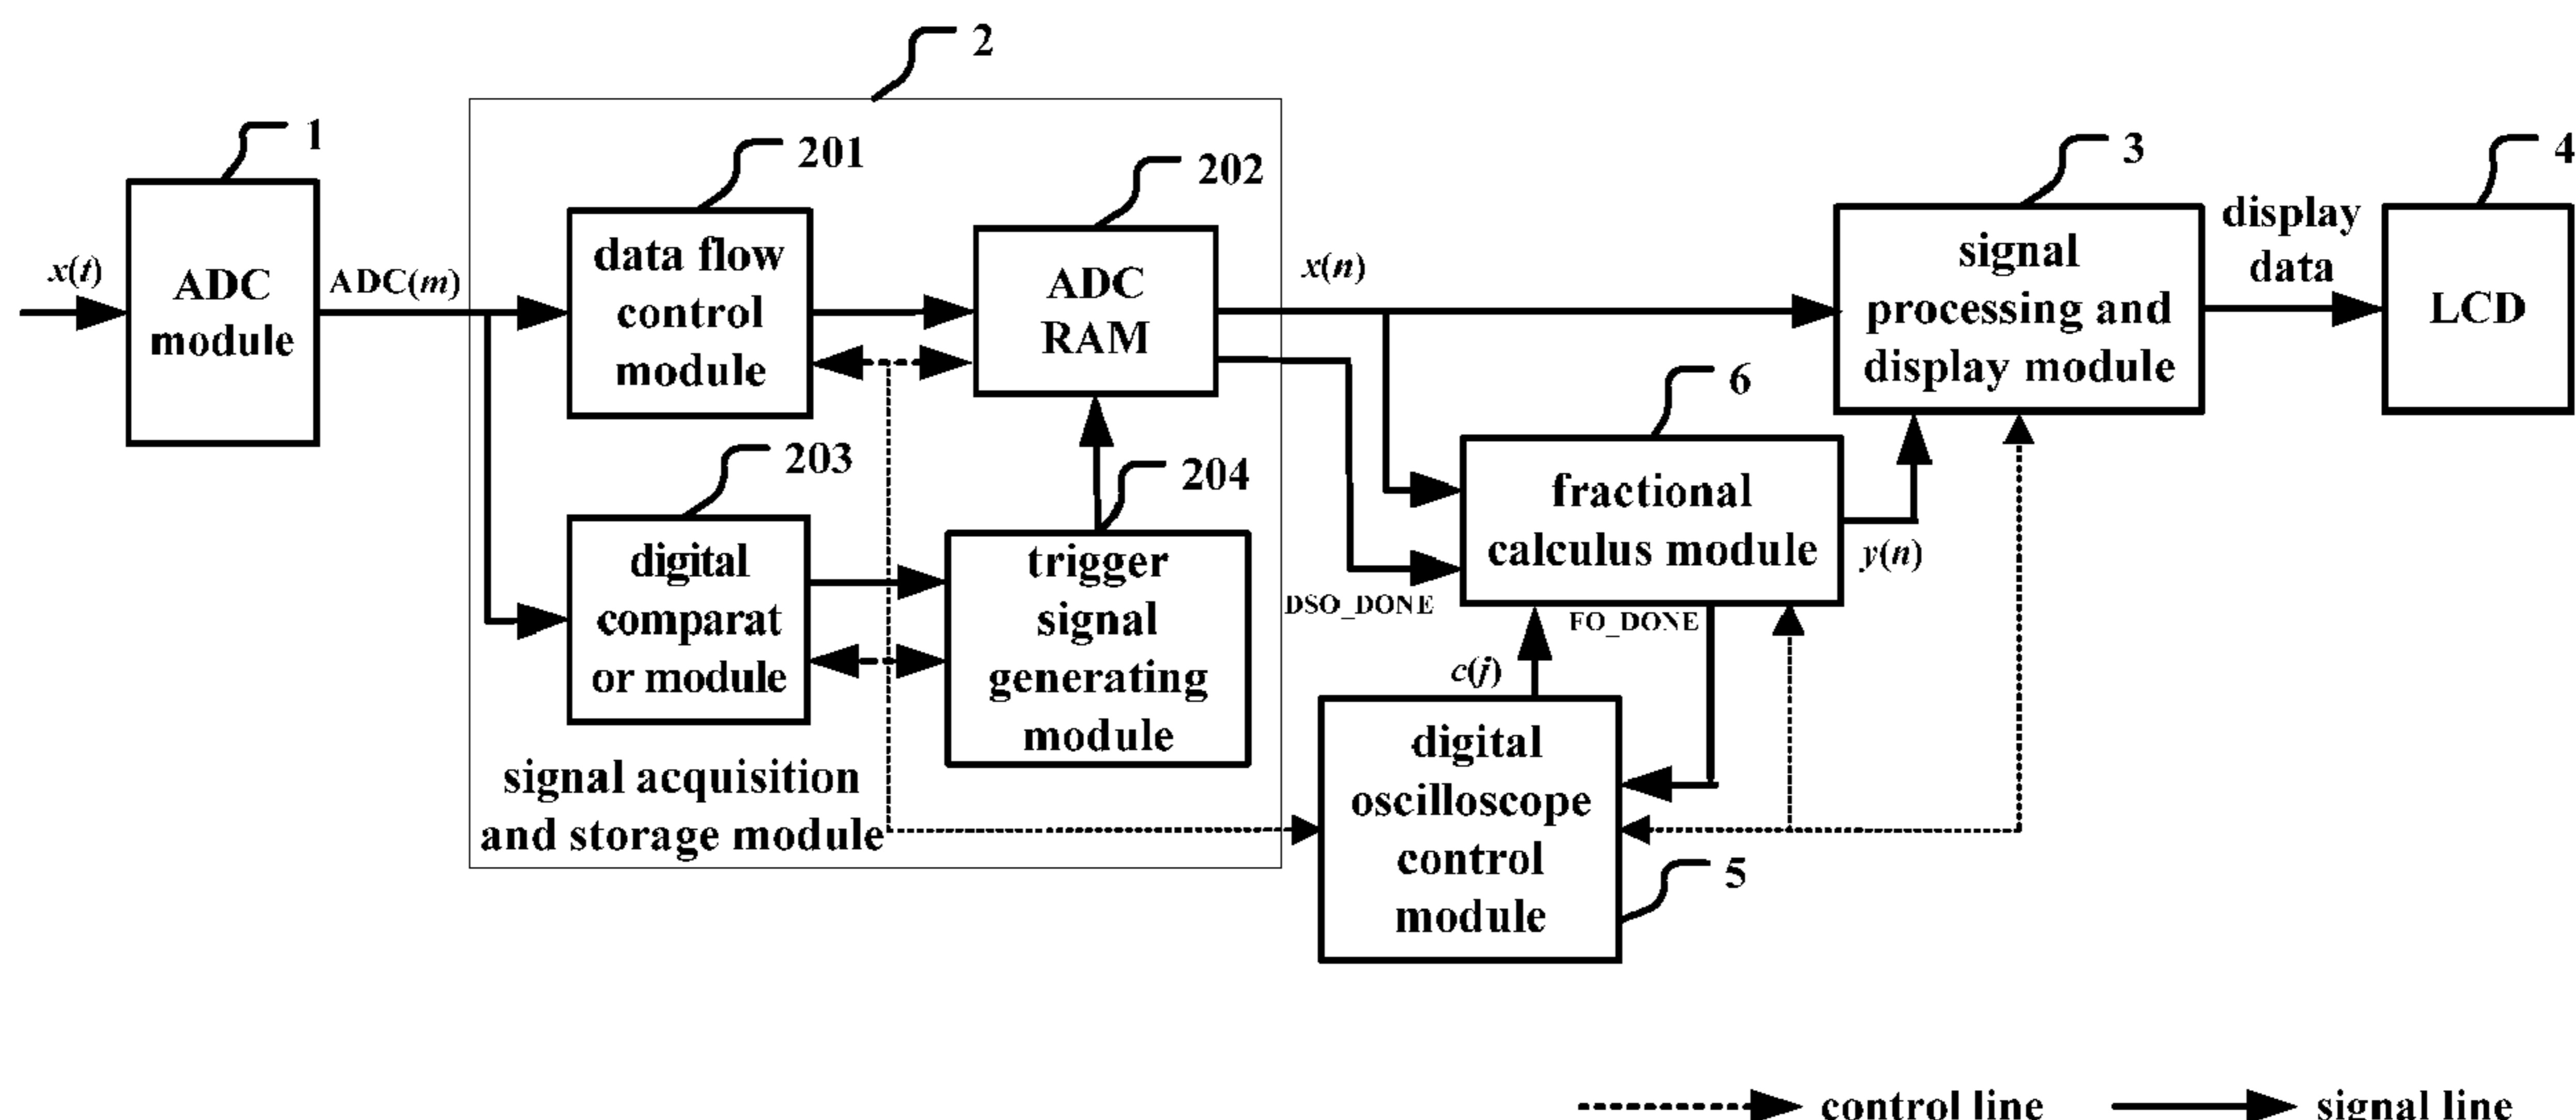 2
1
201
202
3
4
x(t)
ADC
module
ADC(m)
data flow
control
module
ADC
RAM
x(n)
signal
processing and
display module
display
data
LCD
6
203
204
digital
comparat
or module
trigger
signal
generating
module
fractional
calculus module
y(n)
DSO_DONE
FO_DONE
c(j)
signal acquisition
and storage module
digital
oscilloscope
control
module
5
control line
signal line